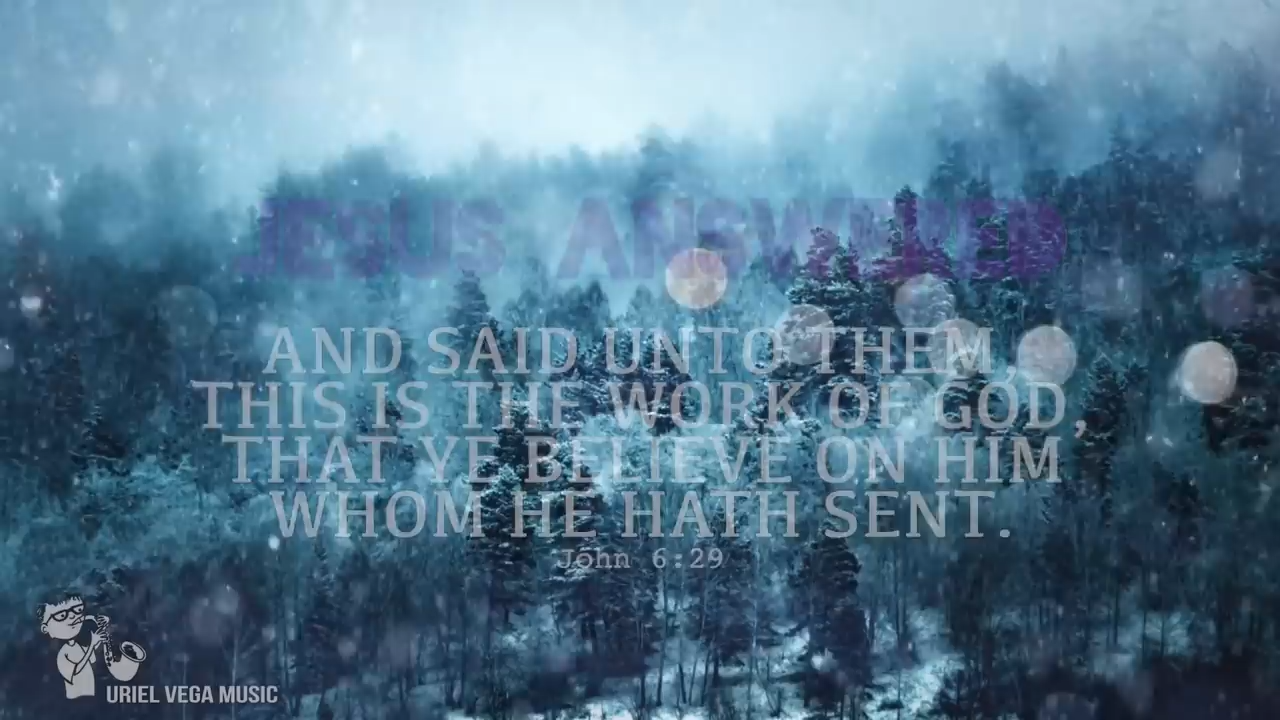 JESUS ANSWERED
AND SAID UNTO THEM,
THIS IS THE WORK OF GOD,
THAT YE BELIEVE ON HIM
WHOM HE HATH SENT.
John 6:29
URIEL VEGA MUSIC